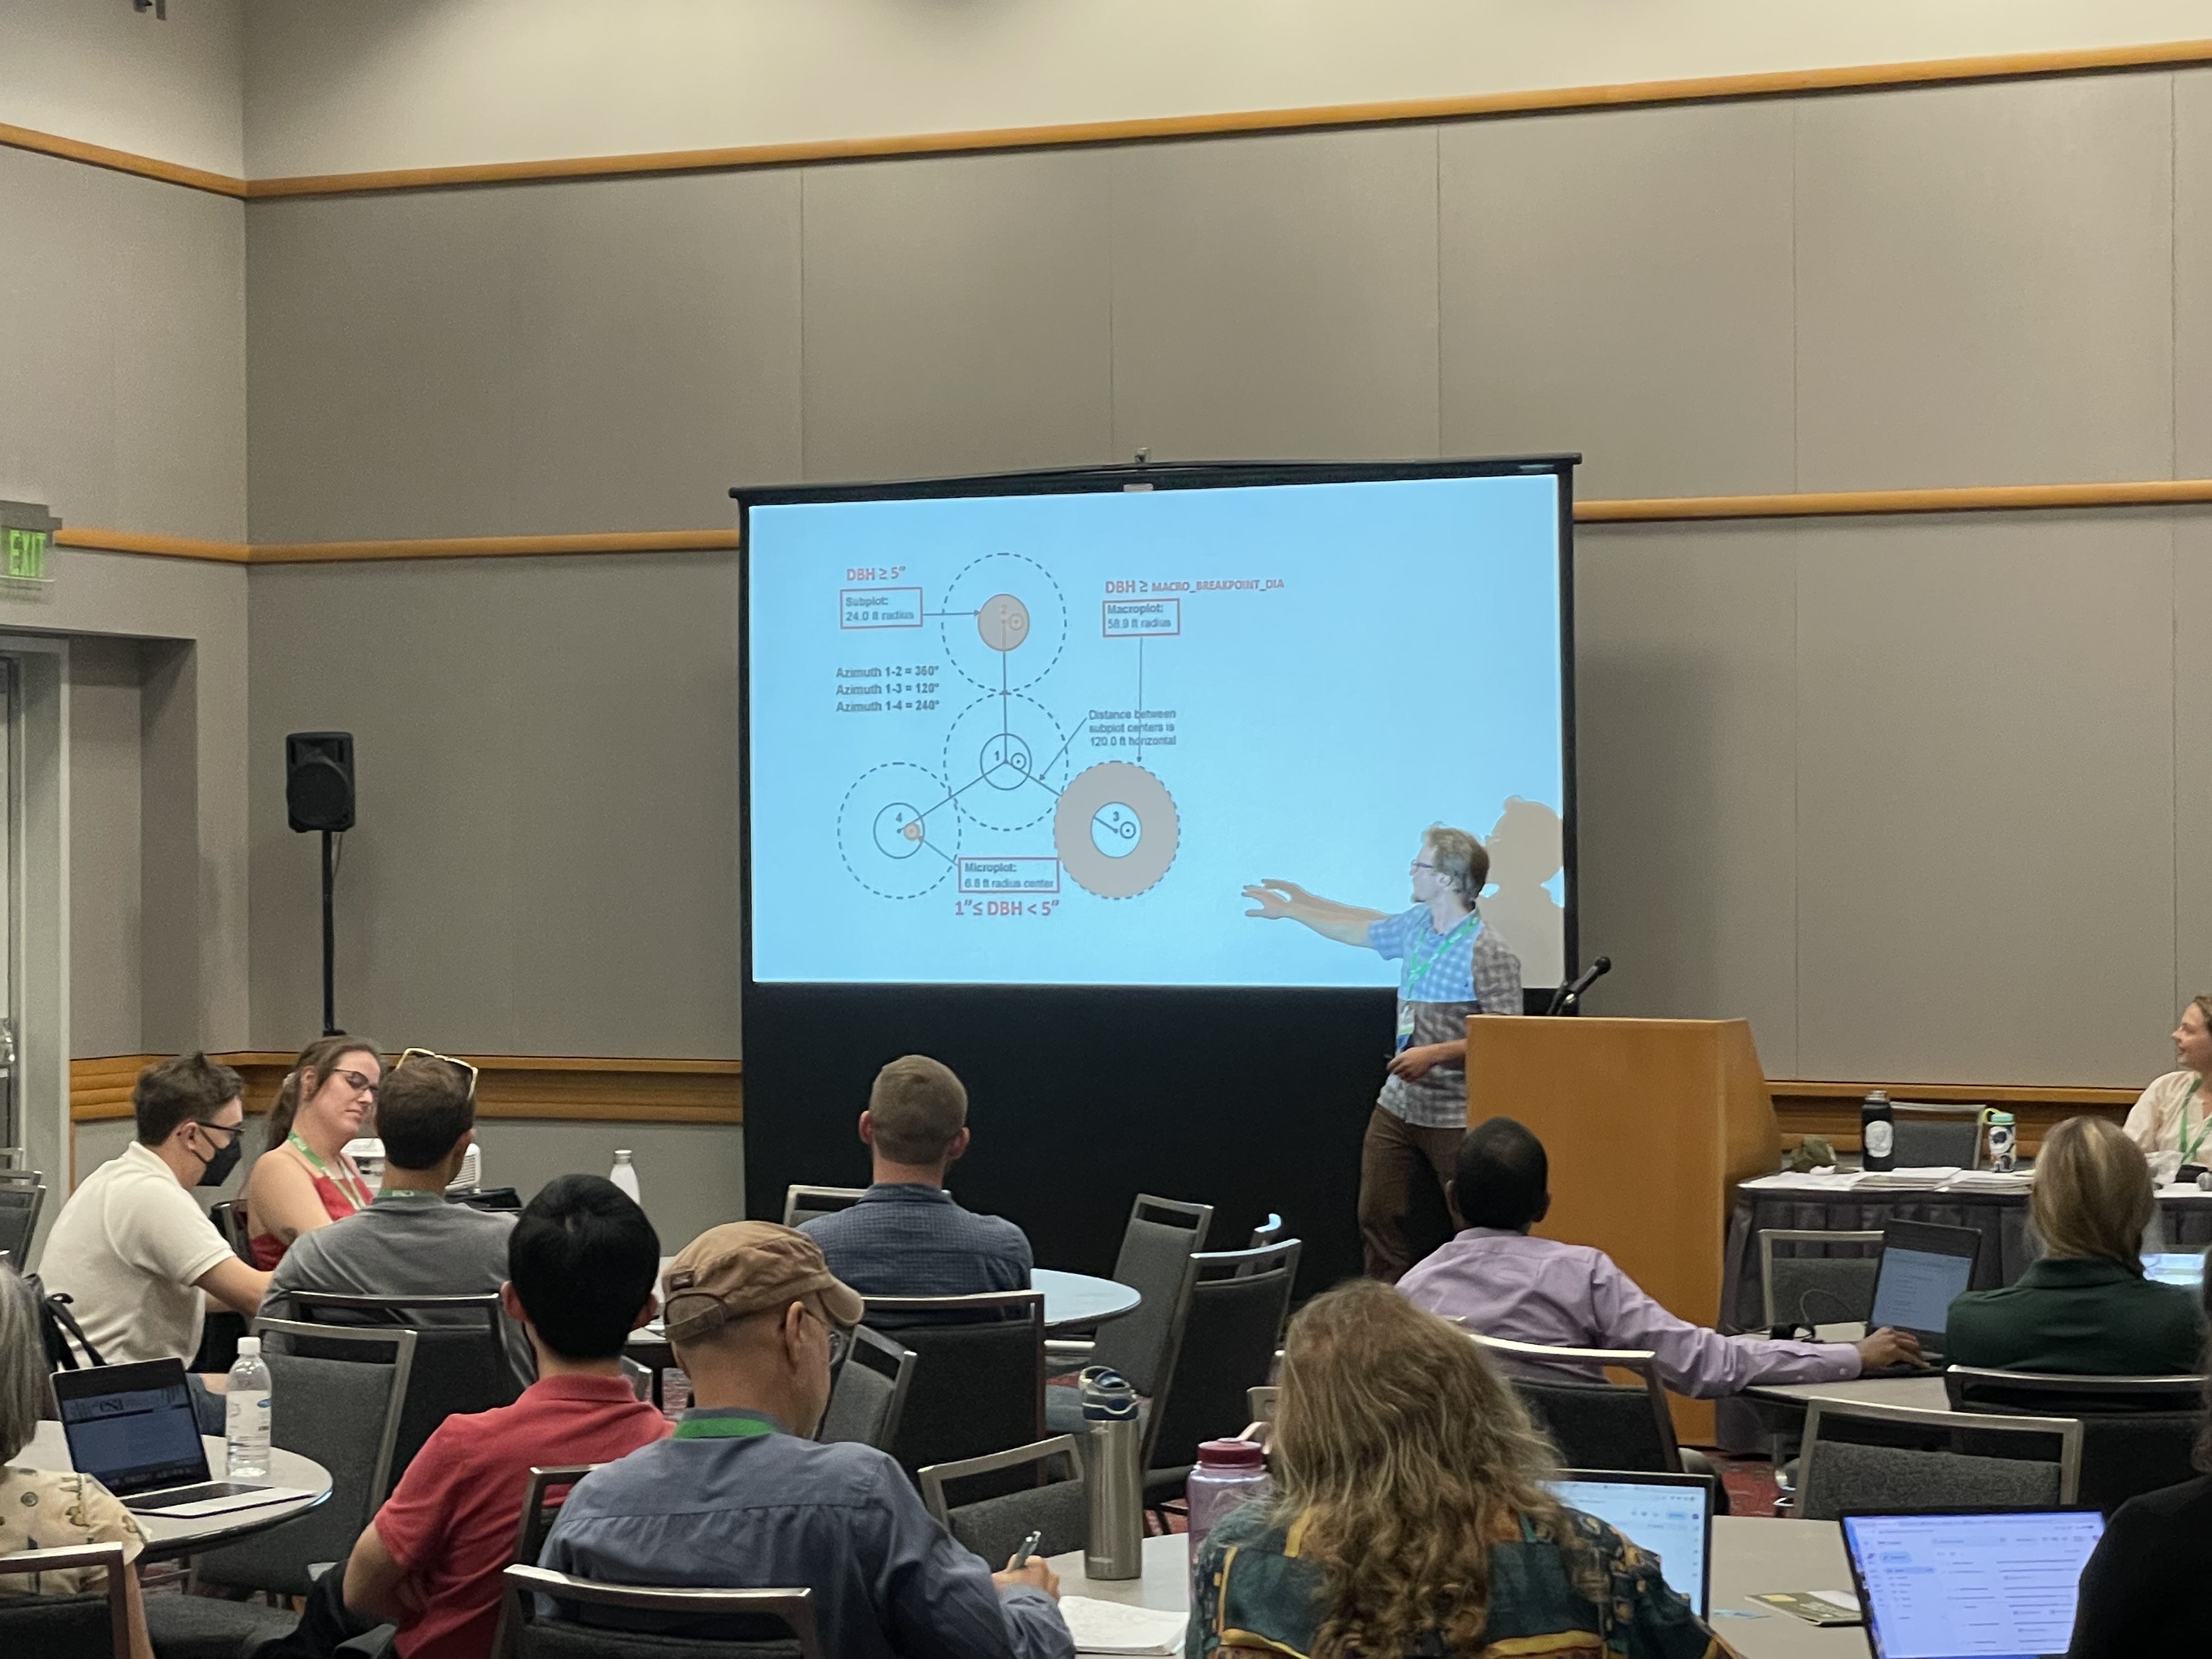 EXIT
DBH ≥ 5"
Subplot:
24.0 ft radius
DBH ≥ MACRO_BREAKPOINT_DIA
Macroplot:
58.9 ft radius
2
Azimuth 1-2 = 360°
Azimuth 1-3 = 120°
Azimuth 1-4 = 240°
Distance between
subplot centers is
120.0 ft horizontal
1
4
3
Microplot:
6.8 ft radius center
1" ≤ DBH < 5"